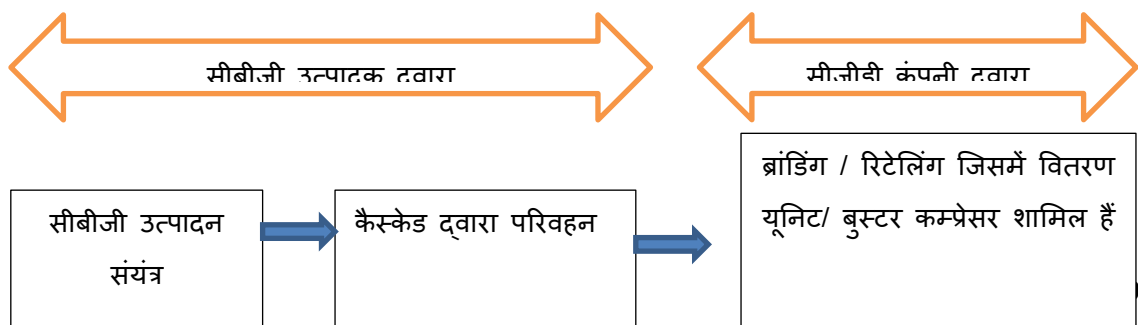 सीबीजी उत्पादक द्वारा
सीजीडी कंपनी द्वारा
सीबीजी उत्पादन
संयंत्र
कैस्केड द्वारा परिवहन
ब्रांडिंग / रिटेलिंग जिसमें वितरण
यूनिट/ बुस्टर कम्प्रेसर शामिल हैं